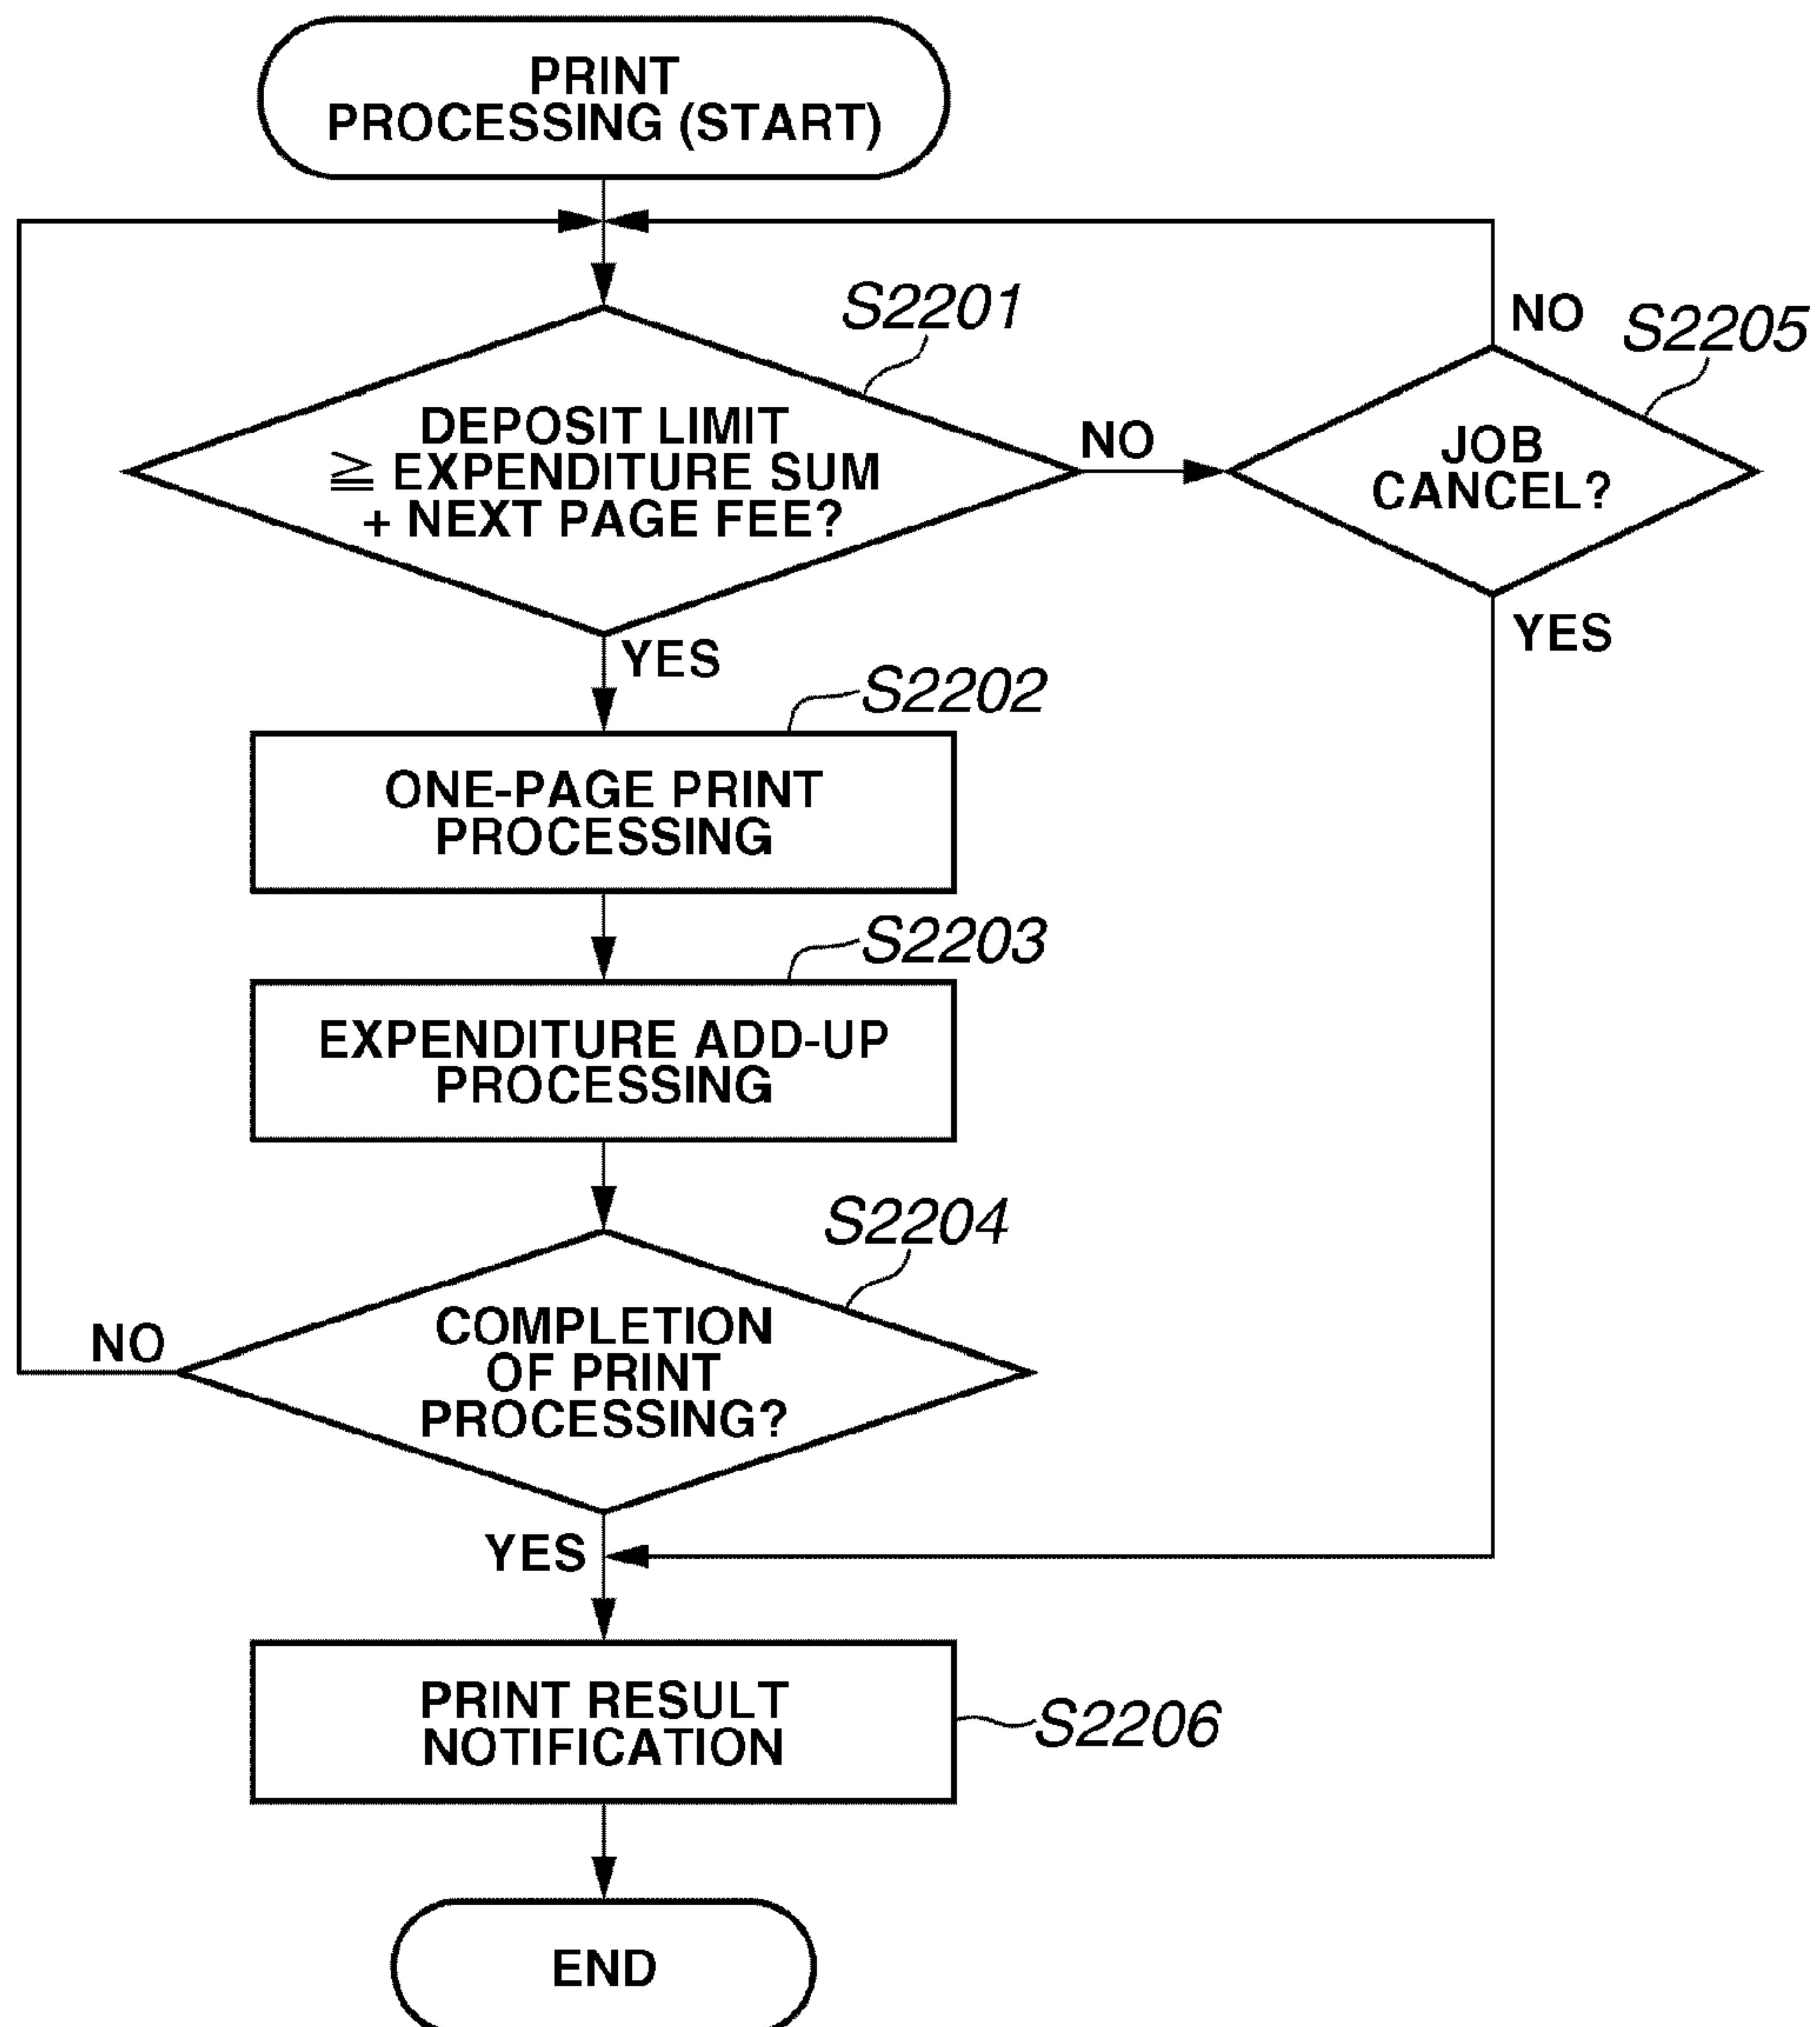 PRINT
PROCESSING (START)
S2201
DEPOSIT LIMIT
≧ EXPENDITURE SUM
+ NEXT PAGE FEE?
NO
NO
S2205
JOB
CANCEL?
YES
YES
S2202
ONE-PAGE PRINT
PROCESSING
S2203
EXPENDITURE ADD-UP
PROCESSING
S2204
COMPLETION
OF PRINT
PROCESSING?
NO
YES
PRINT RESULT
NOTIFICATION
S2206
END